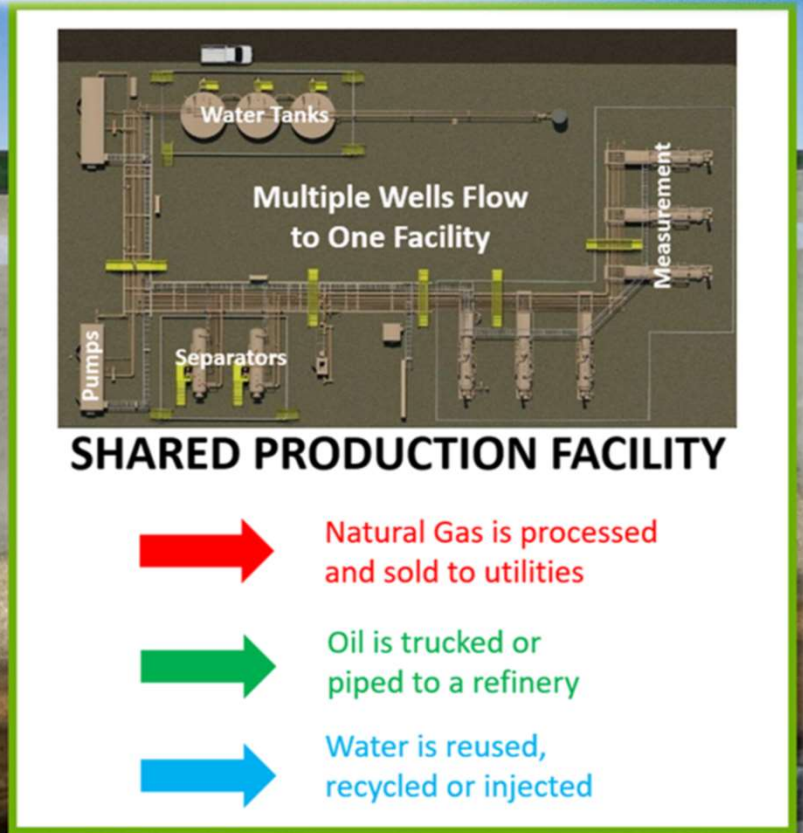 Water Tanks
Multiple Wells Flow
to One Facility
Measurement
Pumps
Separators
SHARED PRODUCTION FACILITY
Natural Gas is processed
and sold to utilities
Oil is trucked or
piped to a refinery
Water is reused,
recycled or injected